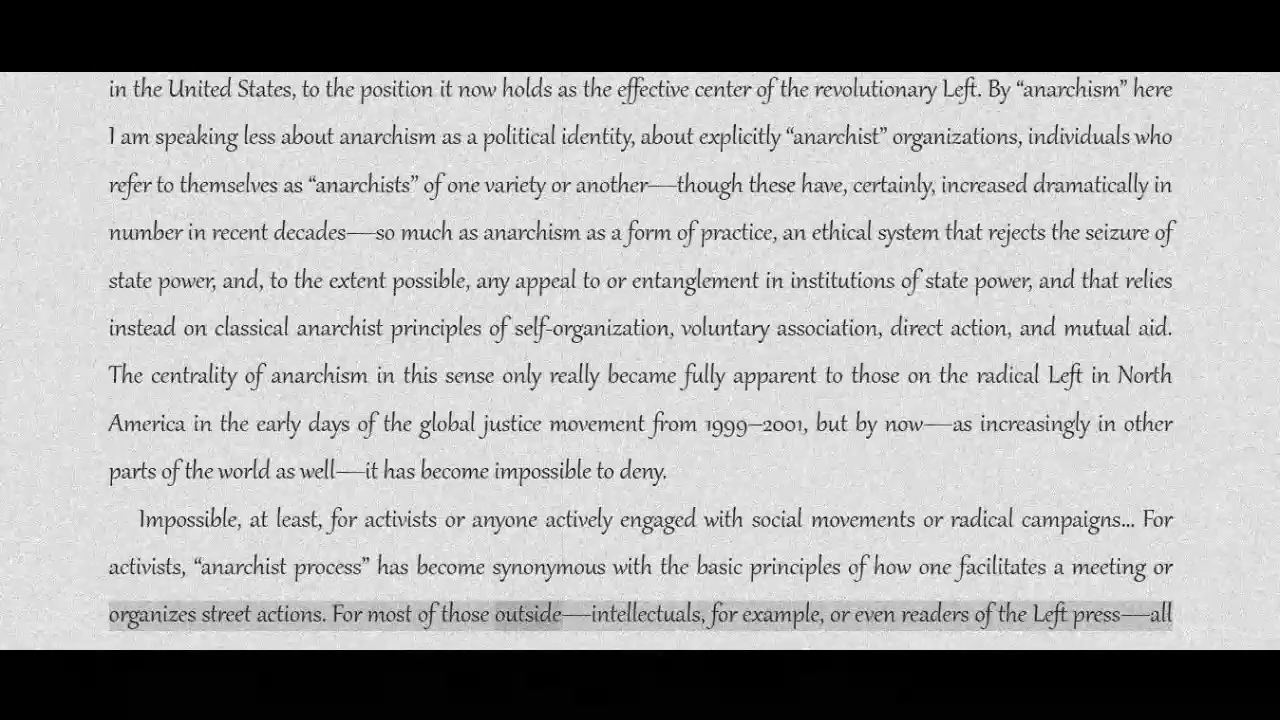 in the United States, to the position it now holds as the effective center of the revolutionary Left. By “anarchism” here
I am speaking less about anarchism as a political identity, about explicitly “anarchist” organizations, individuals who
refer to themselves as “anarchists” of one variety or another—though these have, certainly, increased dramatically in
number in recent decades—so much as anarchism as a form of practice, an ethical system that rejects the seizure of
state power, and, to the extent possible, any appeal to or entanglement in institutions of state power, and that relies
instead on classical anarchist principles of self-organization, voluntary association, direct action, and mutual aid.
The centrality of anarchism in this sense only really became fully apparent to those on the radical Left in North
America in the early days of the global justice movement from 1999–2001, but by now—as increasingly in other
parts of the world as well—it has become impossible to deny.
Impossible, at least, for activists or anyone actively engaged with social movements or radical campaigns... For
activists, “anarchist process” has become synonymous with the basic principles of how one facilitates a meeting or
organizes street actions. For most of those outside—intellectuals, for example, or even readers of the Left press—all